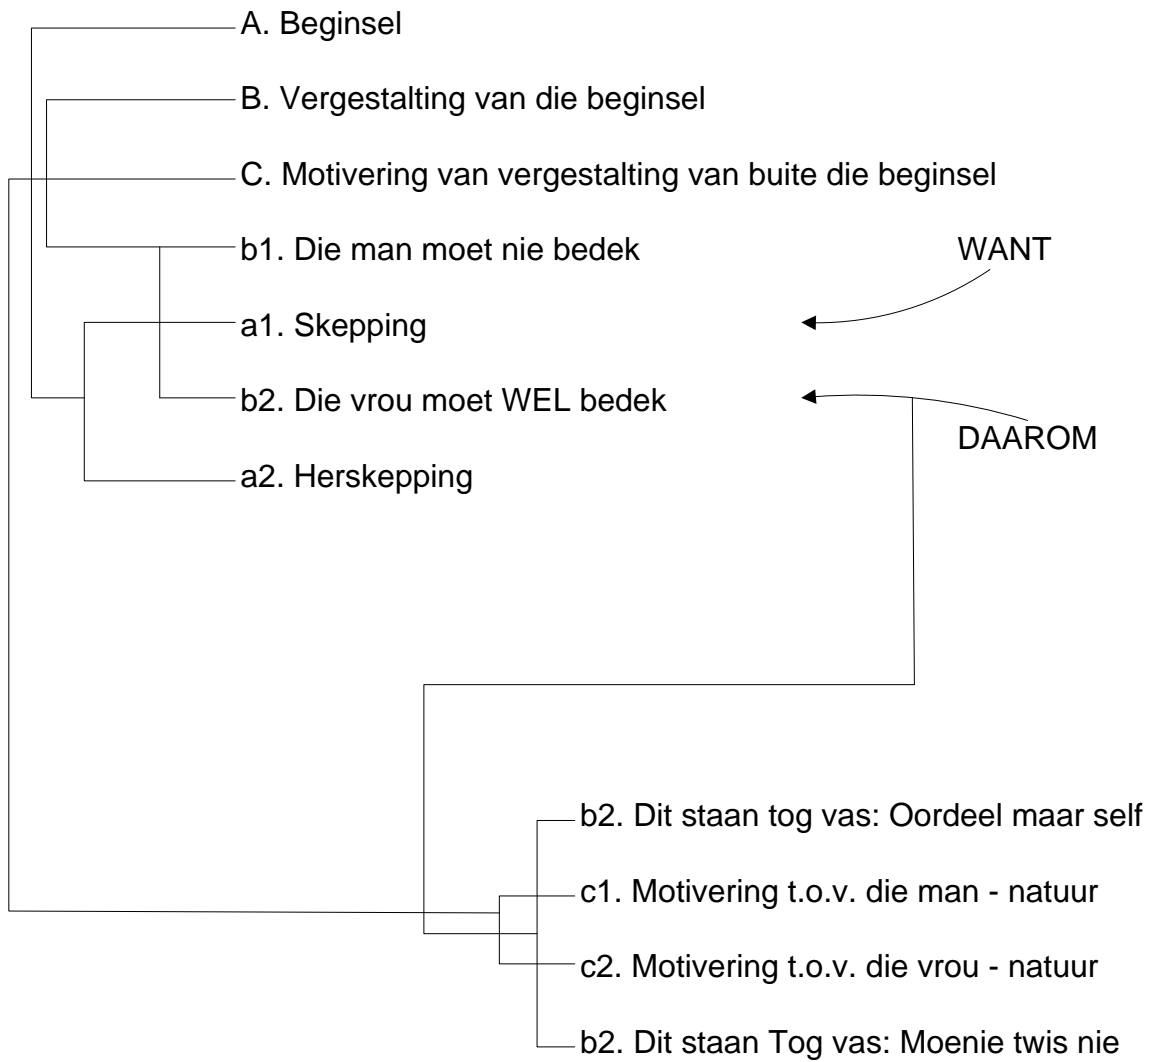 A. Beginsel
B. Vergestalting van die beginsel
C. Motivering van vergestalting van buite die beginsel
b1. Die man moet nie bedek
WANT
a1. Skepping
b2. Die vrou moet WEL bedek
DAAROM
a2. Herskepping
b2. Dit staan tog vas: Oordeel maar self
c1. Motivering t.o.v. die man - natuur
c2. Motivering t.o.v. die vrou - natuur
b2. Dit staan Tog vas: Moenie twis nie